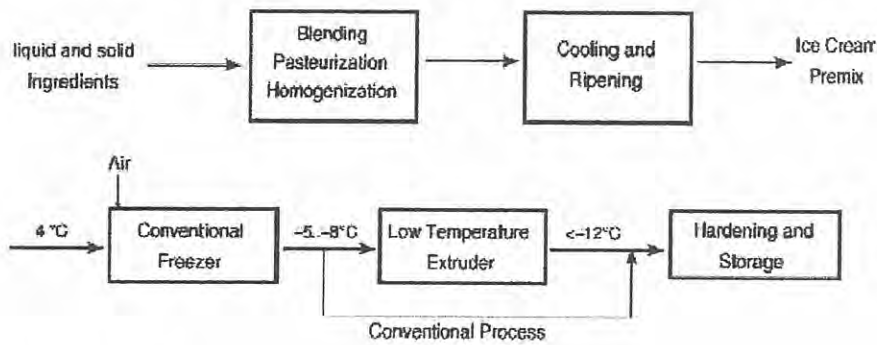 liquid and solid
Ingredients
Blending
Pasteurization
Homogenization
Cooling and
Ripening
Ice Cream
Premix
Air
4 °C
Conventional
Freezer
–5..–8°C
Low Temperature
Extruder
<–12°C
Hardening and
Storage
Conventional Process